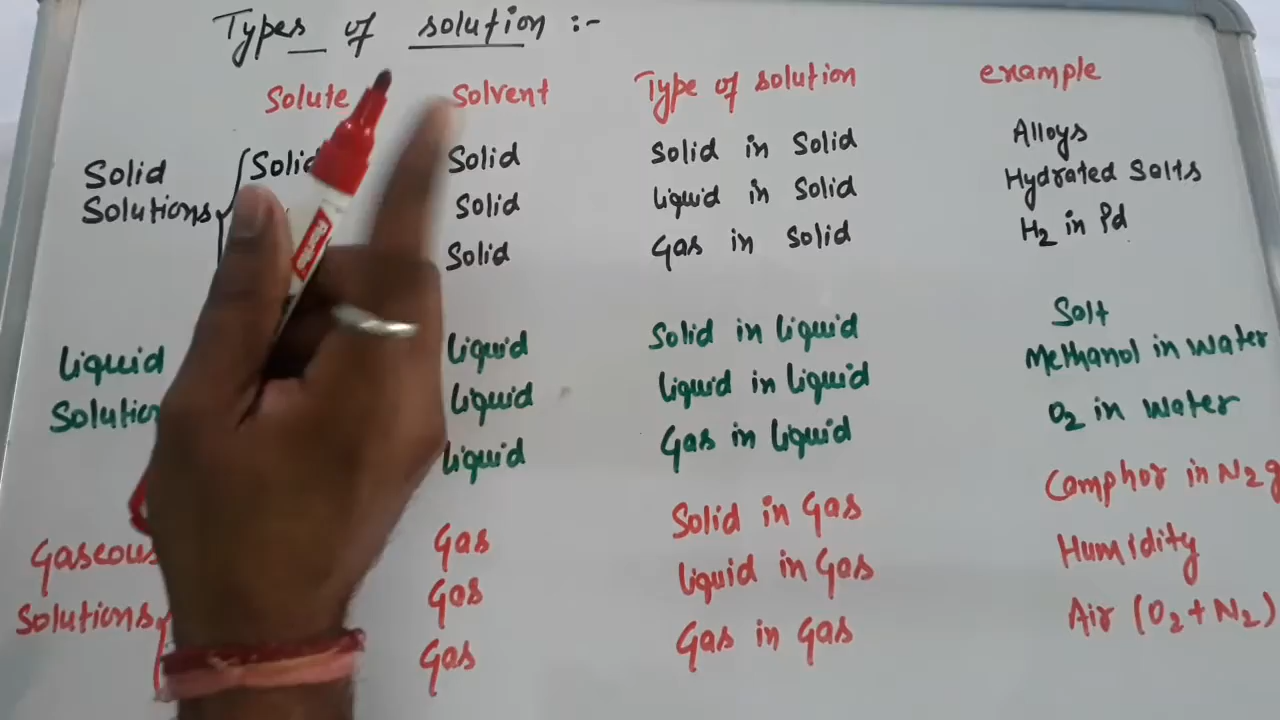 Types of solution :-
Solute Solvent Type of solution example
Solid Solid Solid in Solid Alloys
Solid Solutions
Solid Liquid in Solid Hydrated Salts
Solid Gas in Solid H2 in Pd
Liquid Solid in Liquid Salt
Liquid
Liquid Liquid in Liquid Methanol in Water
Liquid Gas in Liquid O2 in Water
Gas Solid in Gas Camphor in N2 g
Gaseous
Gas Liquid in Gas Humidity
Solutions
Gas Gas in Gas Air (O2+N2)